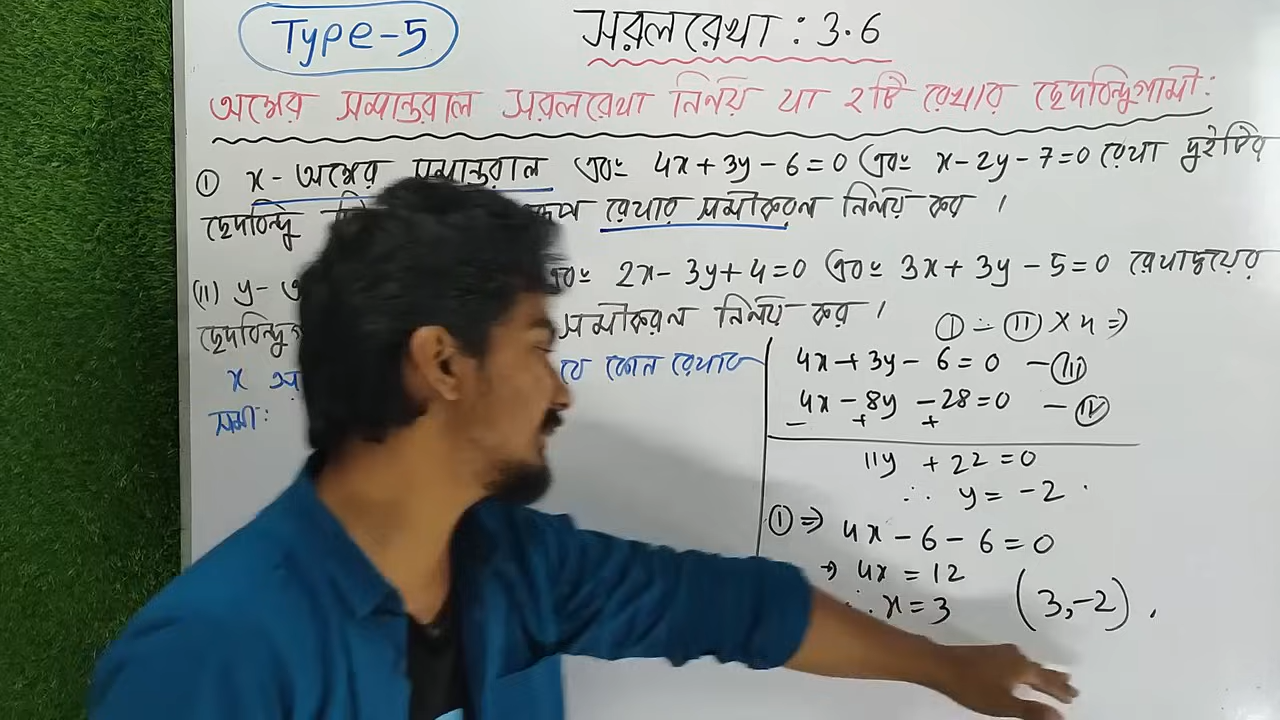 Type-5
সরলরেখা : 3.6
অক্ষের সমান্তরাল সরলরেখা নির্ণয় যা ২টি রেখার ছেদবিন্দুগামী:
① x- অক্ষের সমান্তরাল এবং 4x+3y-6=0 এবং x-2y-7=0 রেখা দুইটির
ছেদবিন্দু রেখার সমীকরণ নির্ণয় কর ।
(ii) y- এবং 2x-3y+4=0 এবং 3x+3y-5=0 রেখাদ্বয়ের
সমীকরণ নির্ণয় কর ।
x যে কোন রেখার
সমী:
① - ⑪ × 4 ⇒
4x+3y-6=0 -(iii)
4x-8y-28=0 -(iv)
- + +
11y +22=0
∴ y=-2
① ⇒ 4x-6-6=0
⇒ 4x=12
∴ x=3 (3,-2).